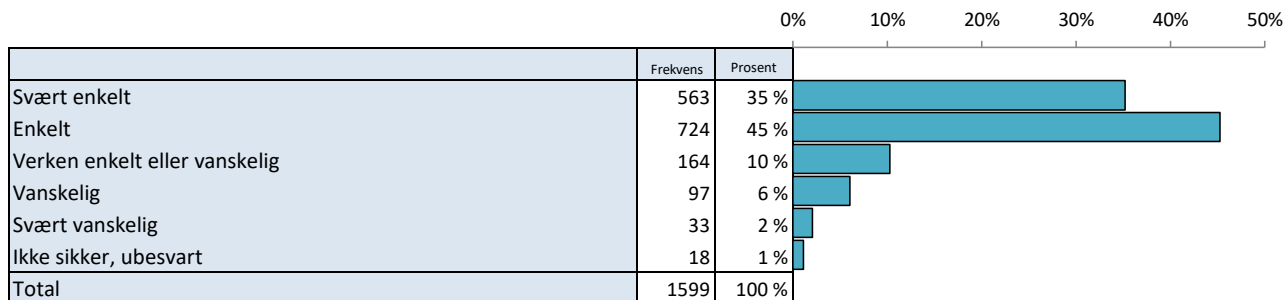 0% 10% 20% 30% 40% 50%
Frekvens Prosent
Svært enkelt 563 35 %
Enkelt 724 45 %
Verken enkelt eller vanskelig 164 10 %
Vanskelig 97 6 %
Svært vanskelig 33 2 %
Ikke sikker, ubesvart 18 1 %
Total 1599 100 %